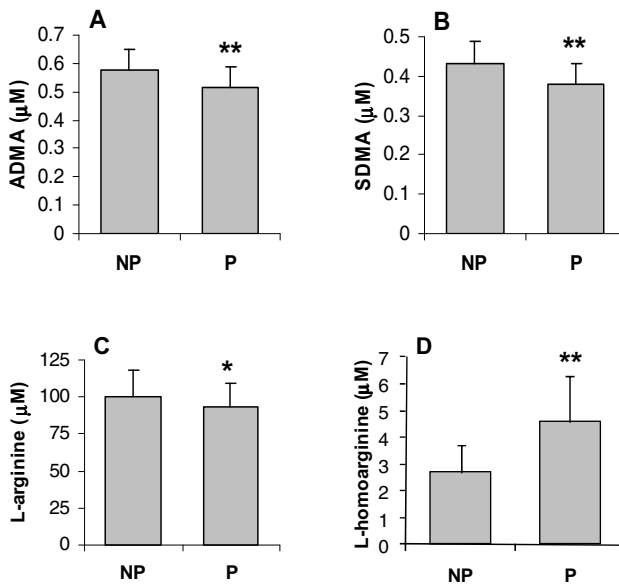 A
ADMA (μM)
0.7
0.6
0.5
0.4
0.3
0.2
0.1
0
**
NP P
B
SDMA (μM)
0.5
0.4
0.3
0.2
0.1
0
**
NP P
C
L-arginine (μM)
125
100
75
50
25
0
*
NP P
D
L-homoarginine (μM)
7
6
5
4
3
2
1
0
**
NP P